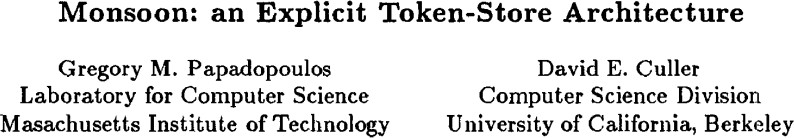 Monsoon: an Explicit Token-Store Architecture
Gregory M. Papadopoulos
Laboratory for Computer Science
Masachusetts Institute of Technology
David E. Culler
Computer Science Division
University of California, Berkeley